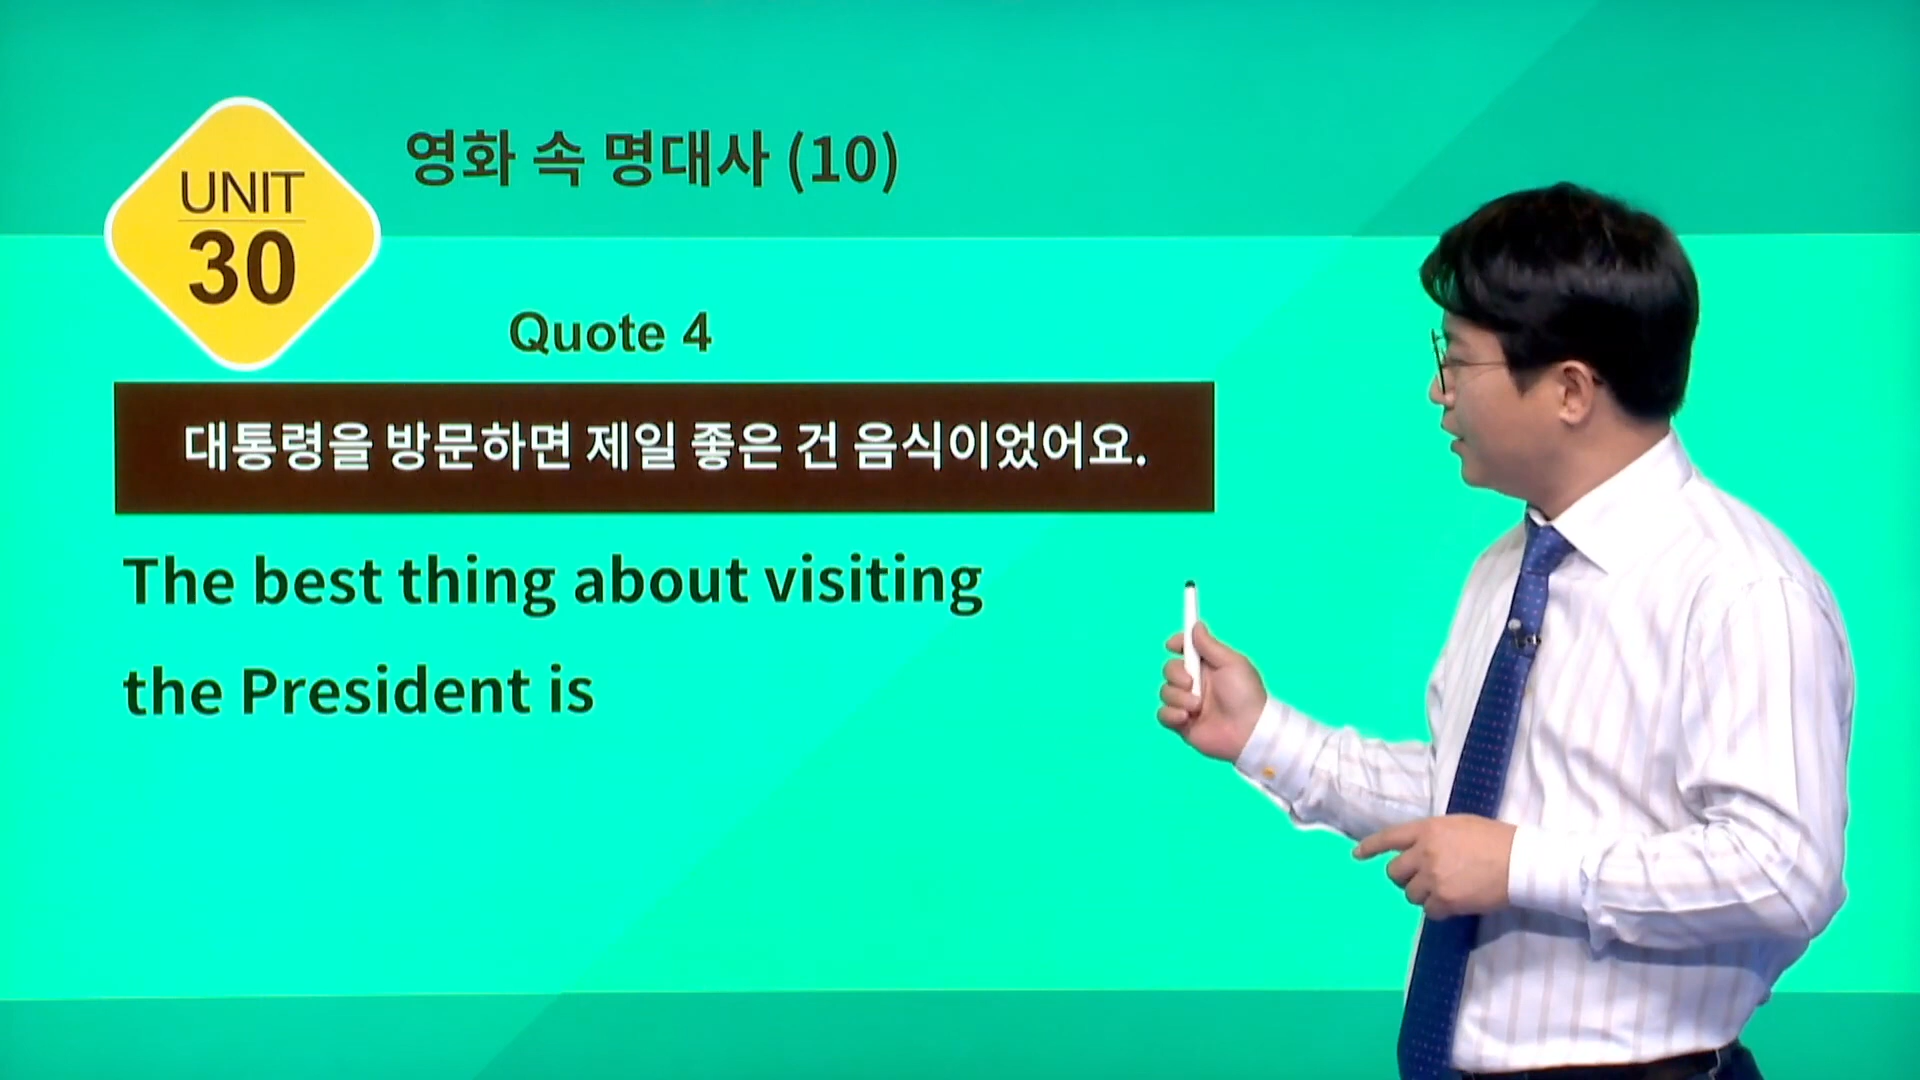 UNIT
30
영화 속 명대사 (10)
Quote 4
대통령을 방문하면 제일 좋은 건 음식이었어요.
The best thing about visiting
the President is